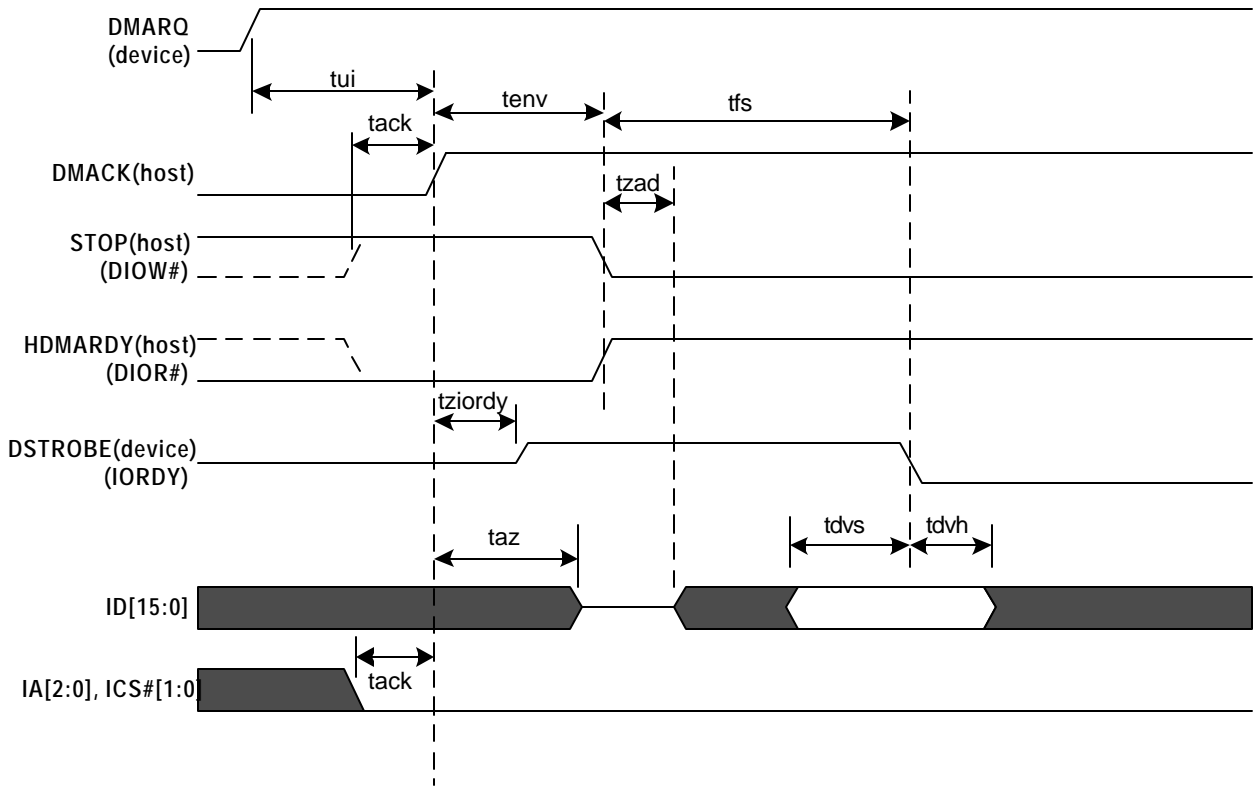 DMARQ
(device)
tui
tenv
tfs
tack
DMACK(host)
tzad
STOP(host)
(DIOW#)
HDMARDY(host)
(DIOR#)
tziordy
DSTROBE(device)
(IORDY)
taz
tdvs
tdvh
ID[15:0]
tack
IA[2:0], ICS#[1:0]